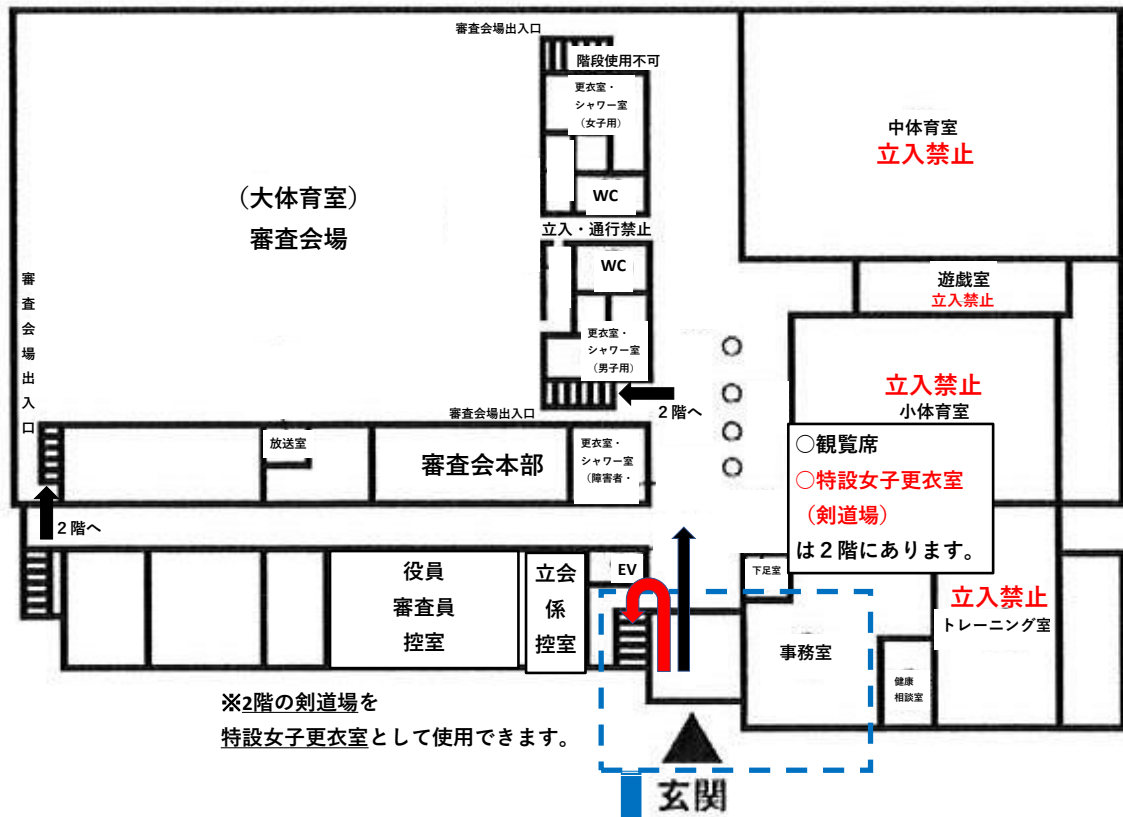 審査会場出入口
階段使用不可
更衣室・
シャワー室
（女子用）
WC
立入・通行禁止
WC
更衣室・
シャワー室
（男子用）
２階へ
審査会場出入口
（大体育室）
審査会場
審査会場出入口
２階へ
放送室
審査会本部
更衣室・
シャワー室
（障害者・
中体育室
立入禁止
遊戯室
立入禁止
立入禁止
小体育室
○観覧席
○特設女子更衣室
（剣道場）
は２階にあります。
役員
審査員
控室
立会
係
控室
EV
下足室
事務室
健康
相談室
立入禁止
トレーニング室
※2階の剣道場を
特設女子更衣室として使用できます。
玄関